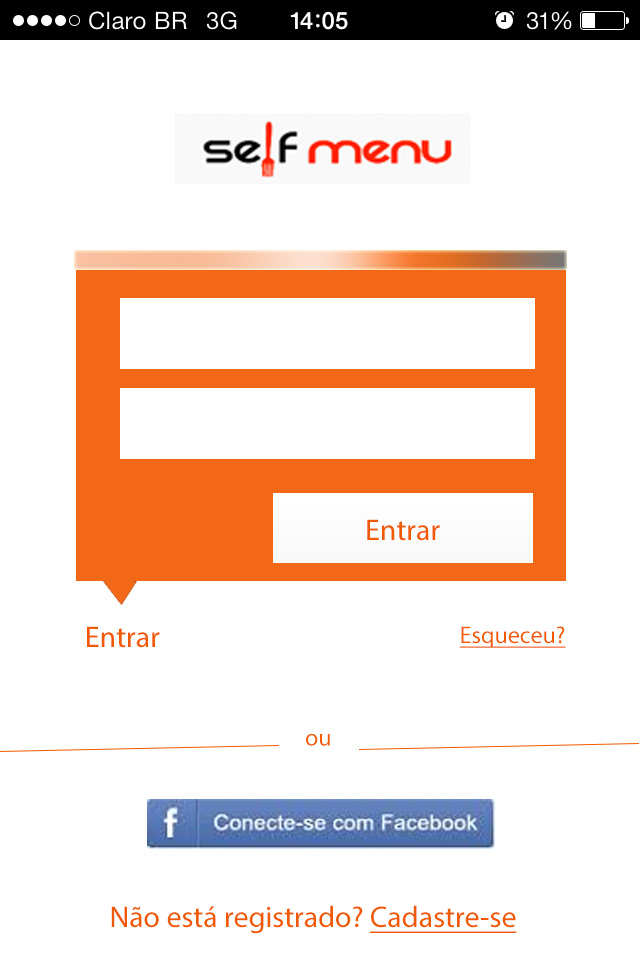 Claro BR 3G 14:05 31%
self menu
Entrar
Entrar Esqueceu?
ou
f Conecte-se com Facebook
Não está registrado? Cadastre-se